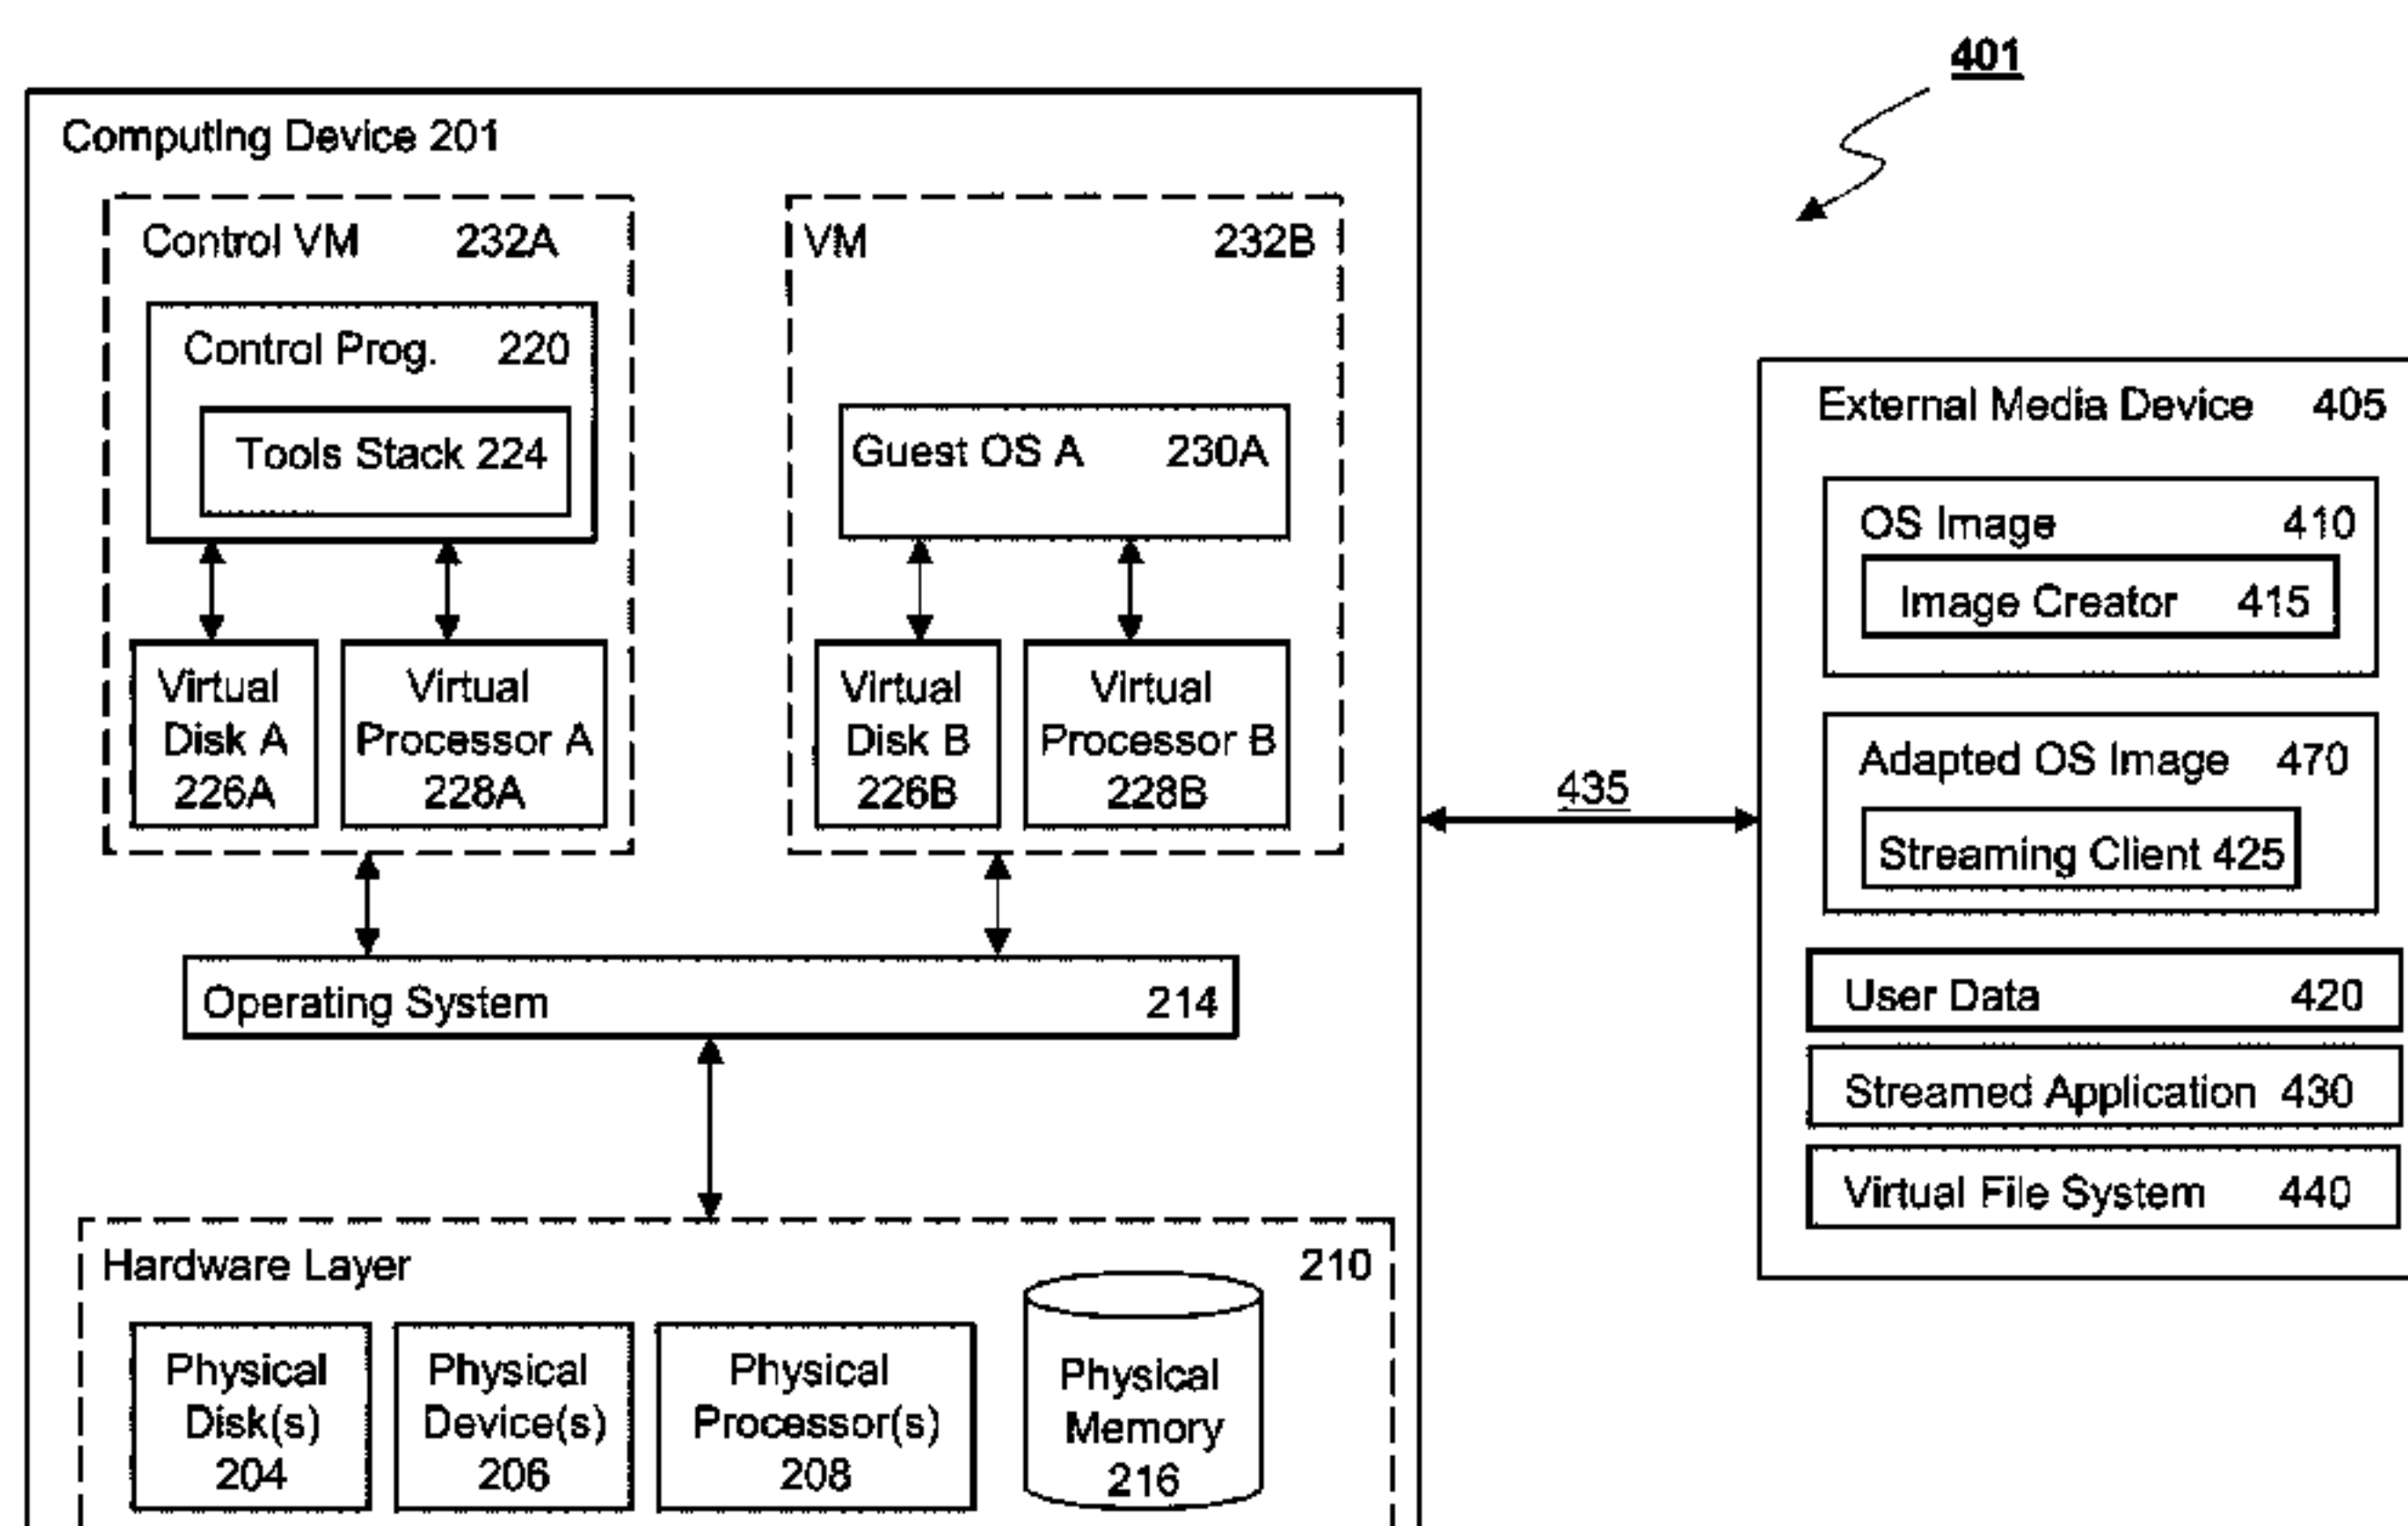 401
Computing Device 201
Control VM 232A
Control Prog. 220
Tools Stack 224
Virtual
Disk A
226A
Virtual
Processor A
228A
VM 232B
Guest OS A 230A
Virtual
Disk B
226B
Virtual
Processor B
228B
Operating System 214
Hardware Layer 210
Physical
Disk(s)
204
Physical
Device(s)
206
Physical
Processor(s)
208
Physical
Memory
216
435
External Media Device 405
OS Image 410
Image Creator 415
Adapted OS Image 470
Streaming Client 425
User Data 420
Streamed Application 430
Virtual File System 440